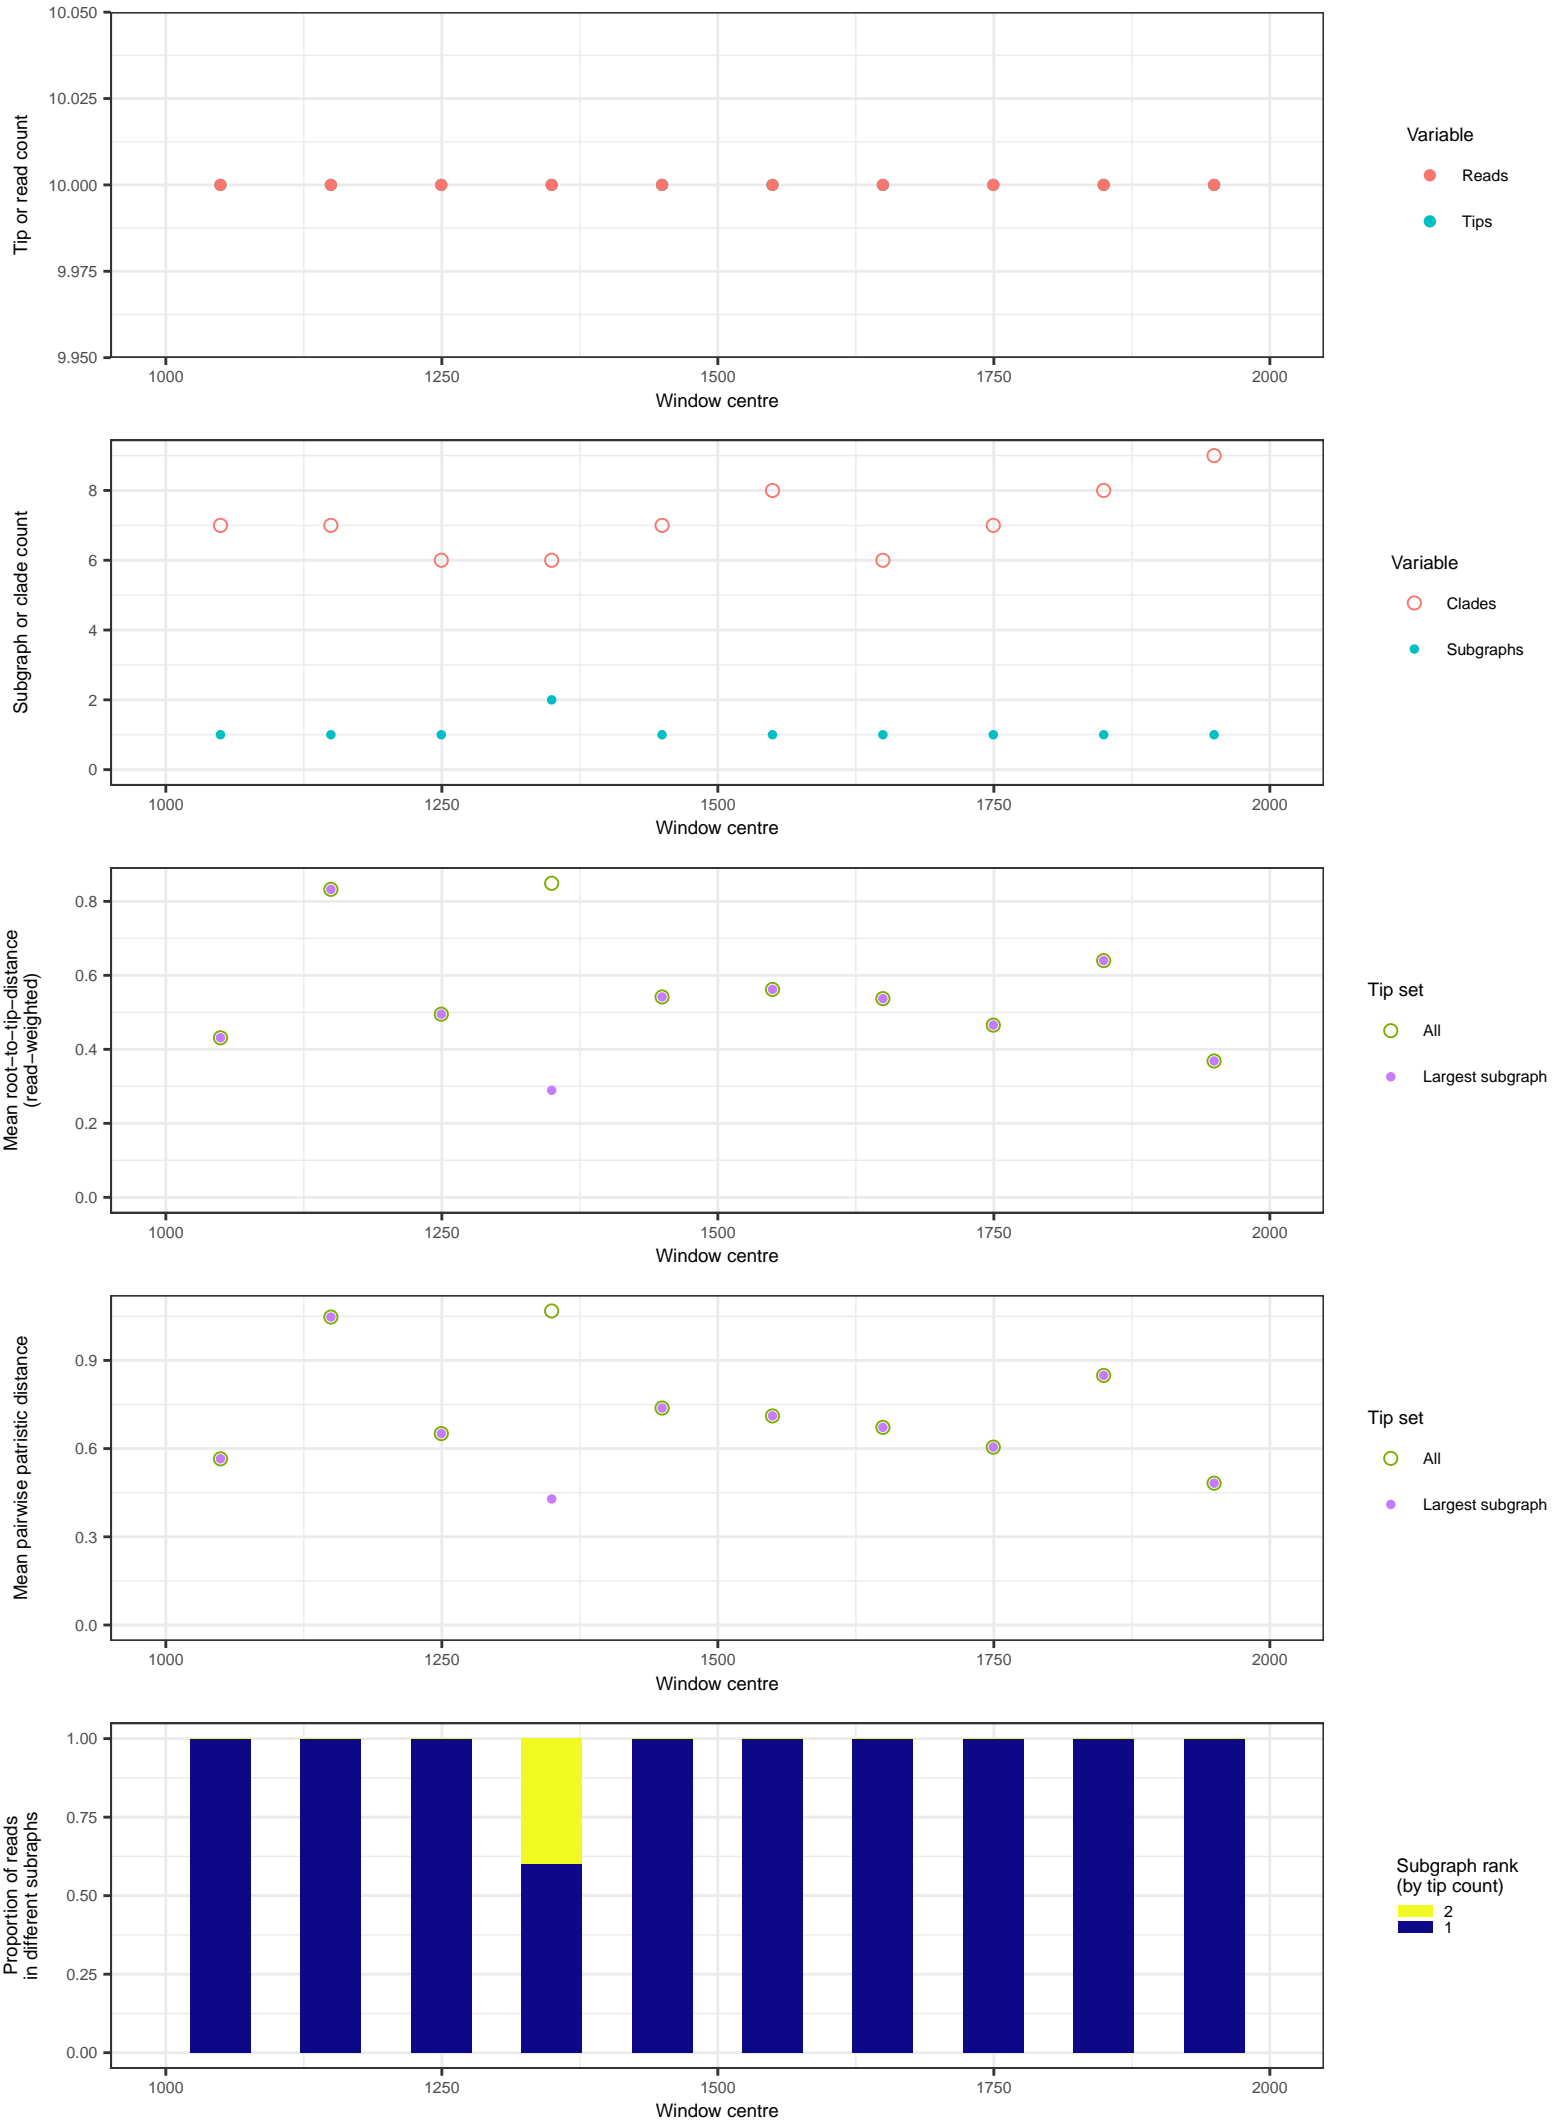 10.050
10.025
10.000
9.975
9.950
Tip or read count
1000 1250 1500 1750 2000
Window centre
Variable
Reads
Tips
8
6
4
2
0
Subgraph or clade count
1000 1250 1500 1750 2000
Window centre
Variable
Clades
Subgraphs
0.8
0.6
0.4
0.2
0.0
Mean root−to−tip−distance
(read−weighted)
1000 1250 1500 1750 2000
Window centre
Tip set
All
Largest subgraph
0.9
0.6
0.3
0.0
Mean pairwise patristic distance
1000 1250 1500 1750 2000
Window centre
Tip set
All
Largest subgraph
1.00
0.75
0.50
0.25
0.00
Proportion of reads
in different subraphs
1000 1250 1500 1750 2000
Window centre
Subgraph rank
(by tip count)
2
1